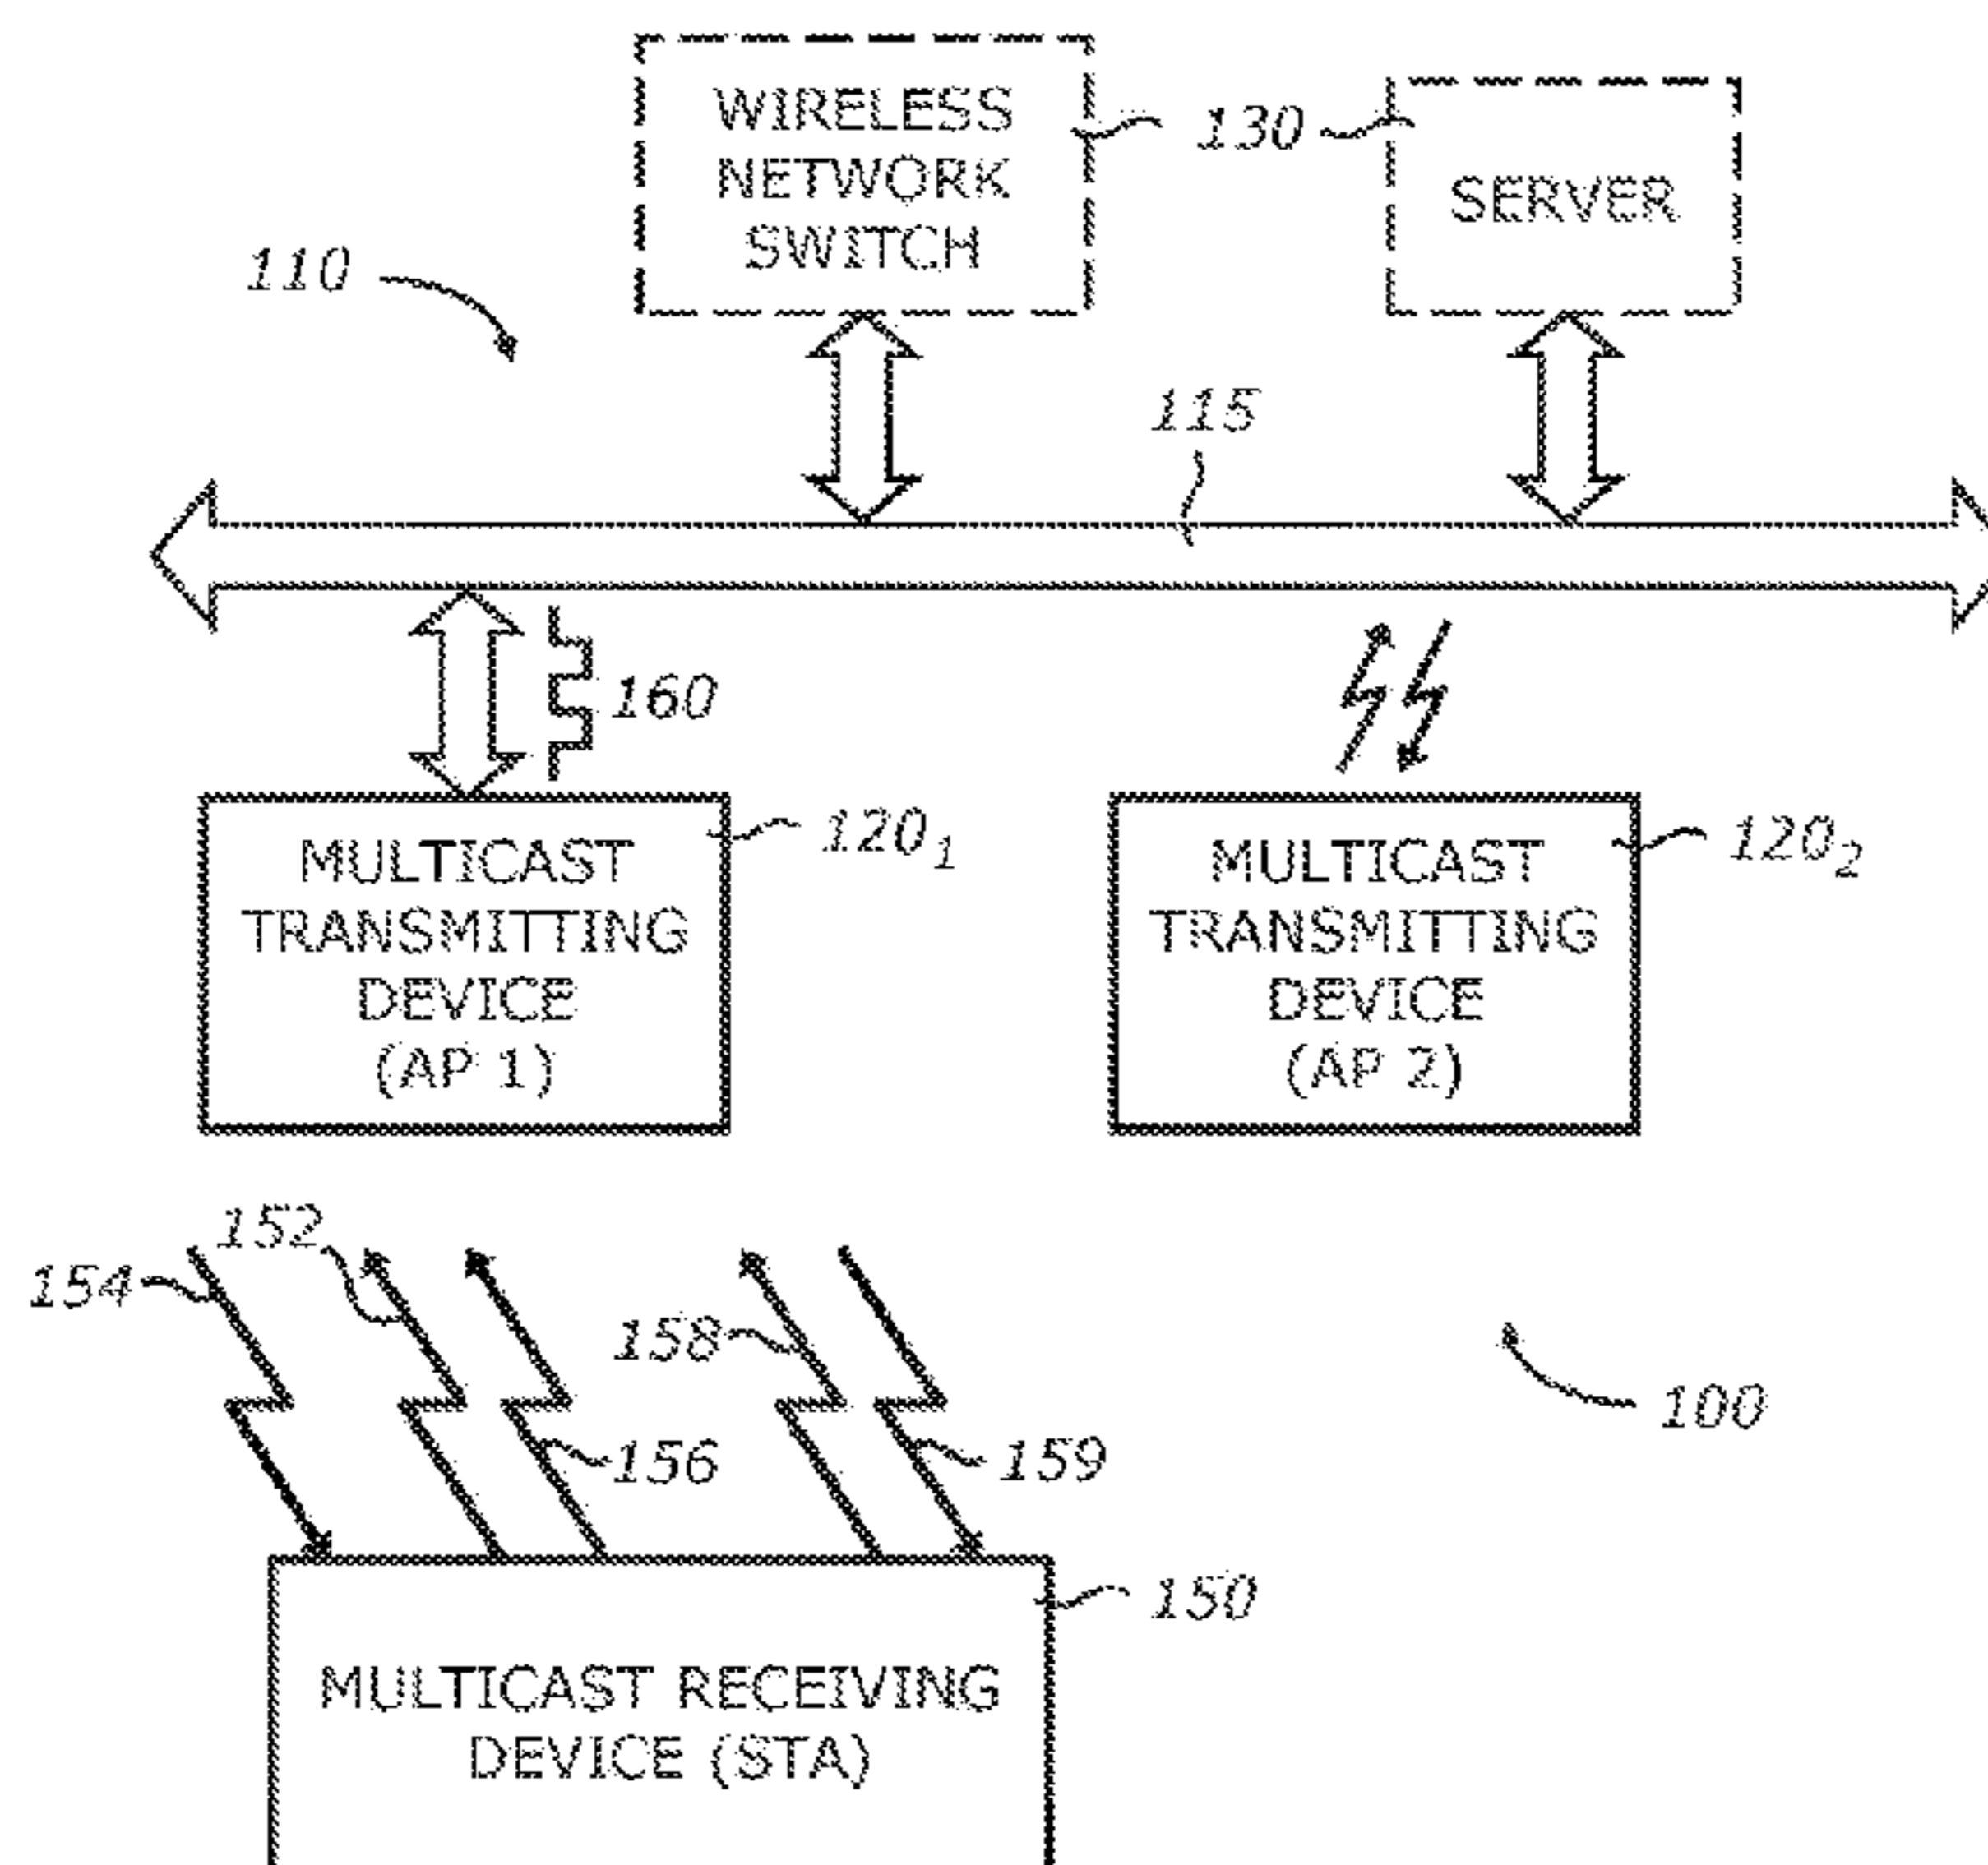 WIRELESS
NETWORK
SWITCH
130
SERVER
110
115
160
MULTICAST
TRANSMITTING
DEVICE
(AP 1)
120₁
MULTICAST
TRANSMITTING
DEVICE
(AP 2)
120₂
152
154
158
156
159
100
150
MULTICAST RECEIVING
DEVICE (STA)